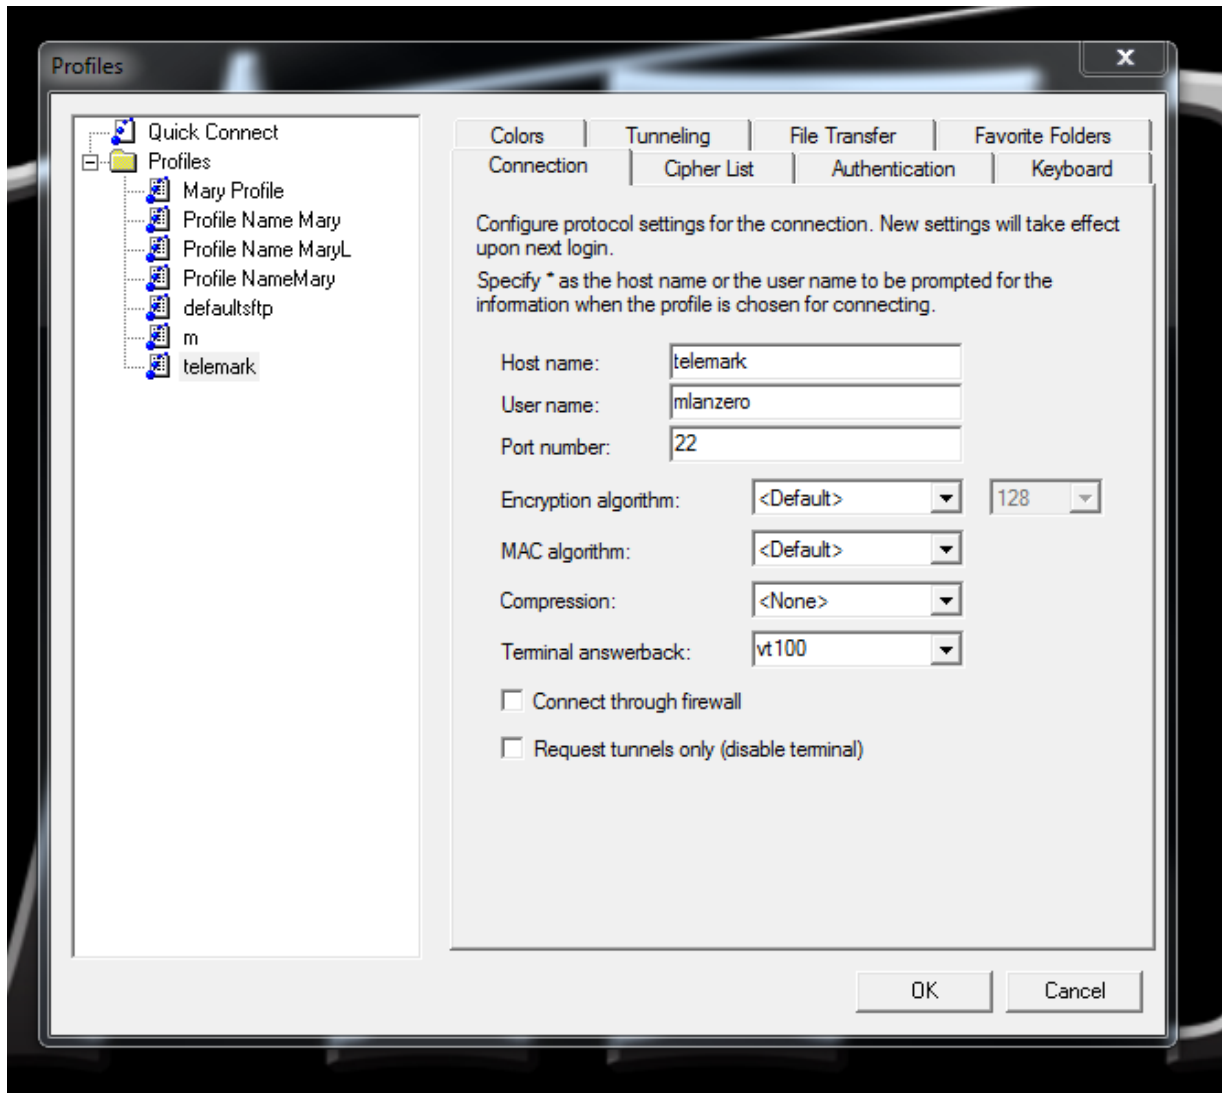 Profiles
Quick Connect
Profiles
Mary Profile
Profile Name Mary
Profile Name MaryL
Profile NameMary
defaultsftp
m
telemark
Colors Tunneling File Transfer Favorite Folders
Connection Cipher List Authentication Keyboard
Configure protocol settings for the connection. New settings will take effect
upon next login.
Specify * as the host name or the user name to be prompted for the
information when the profile is chosen for connecting.
Host name: telemark
User name: mlanzero
Port number: 22
Encryption algorithm: <Default> 128
MAC algorithm: <Default>
Compression: <None>
Terminal answerback: vt100
Connect through firewall
Request tunnels only (disable terminal)
OK Cancel